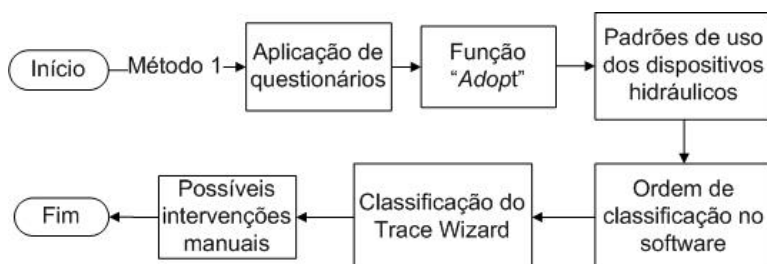 Início
Método 1
Aplicação de
questionários
Função
“Adopt”
Padrões de uso
dos dispositivos
hidráulicos
Ordem de
classificação no
software
Classificação do
Trace Wizard
Possíveis
intervenções
manuais
Fim